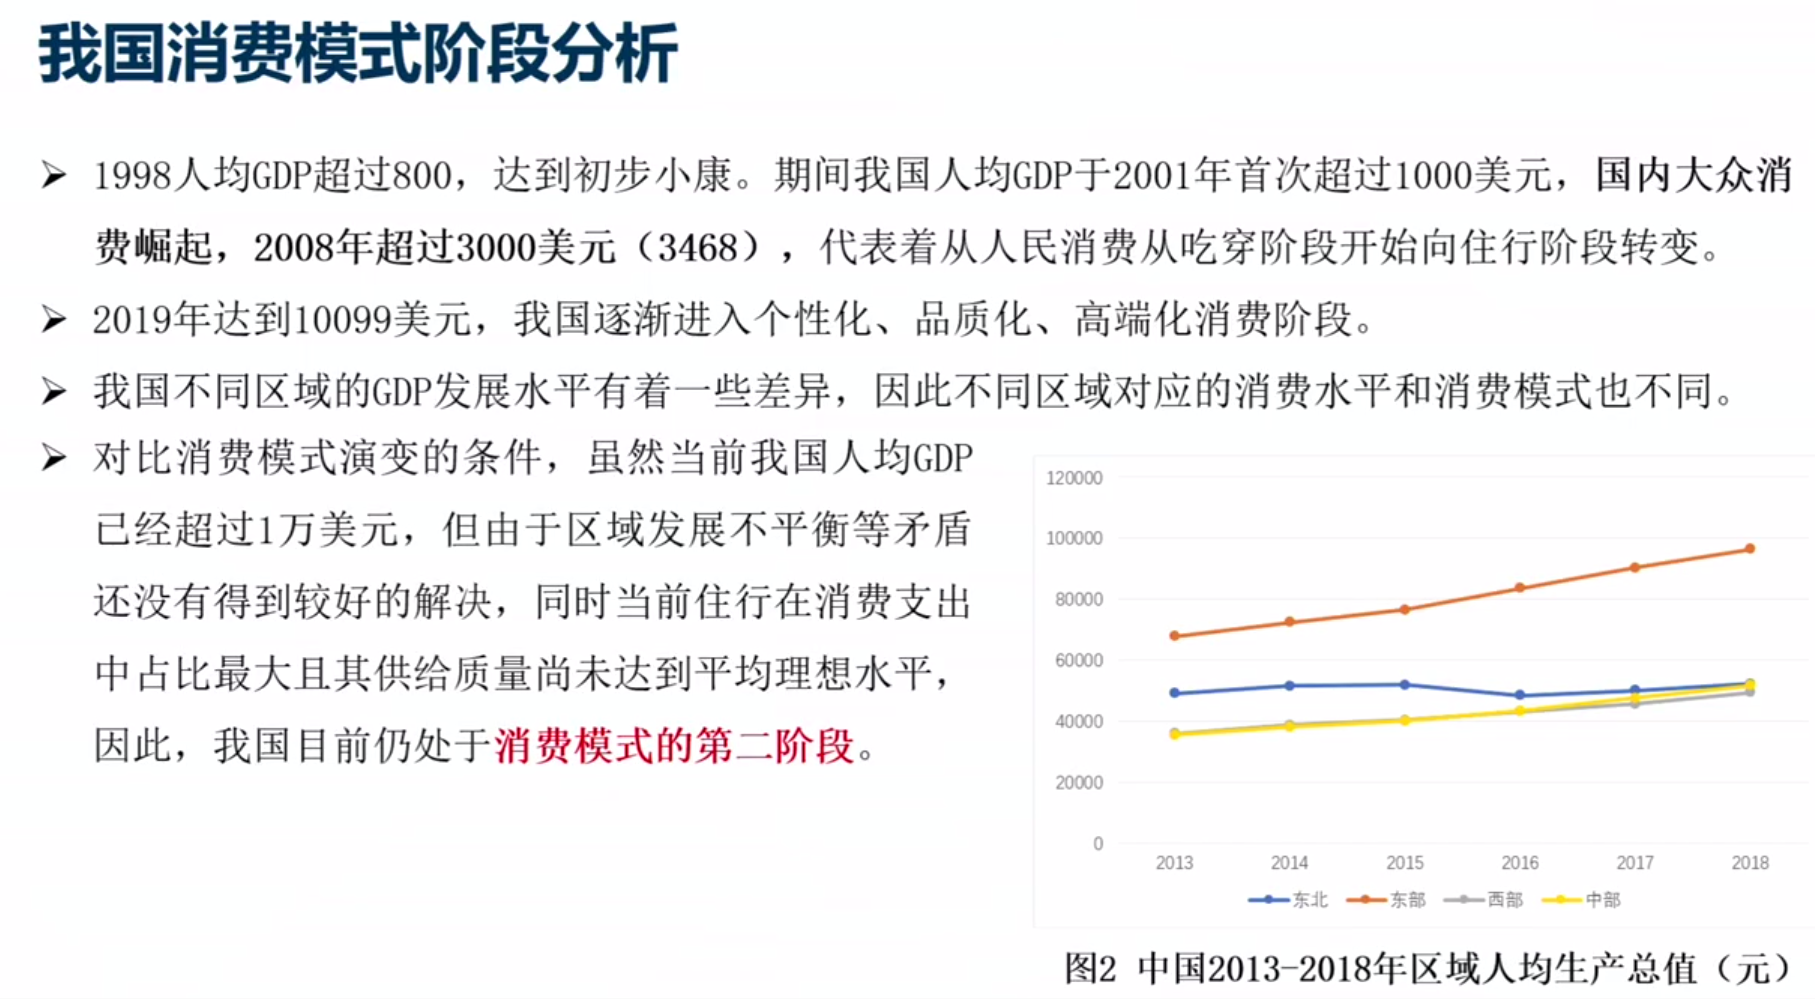 我国消费模式阶段分析
➢ 1998人均GDP超过800，达到初步小康。期间我国人均GDP于2001年首次超过1000美元，国内大众消
费崛起，2008年超过3000美元（3468），代表着从人民消费从吃穿阶段开始向住行阶段转变。
➢ 2019年达到10099美元，我国逐渐进入个性化、品质化、高端化消费阶段。
➢ 我国不同区域的GDP发展水平有着一些差异，因此不同区域对应的消费水平和消费模式也不同。
➢ 对比消费模式演变的条件，虽然当前我国人均GDP
已经超过1万美元，但由于区域发展不平衡等矛盾
还没有得到较好的解决，同时当前住行在消费支出
中占比最大且其供给质量尚未达到平均理想水平，
因此，我国目前仍处于消费模式的第二阶段。
120000
100000
80000
60000
40000
20000
0
2013 2014 2015 2016 2017 2018
东北 东部 西部 中部
图2 中国2013-2018年区域人均生产总值（元）